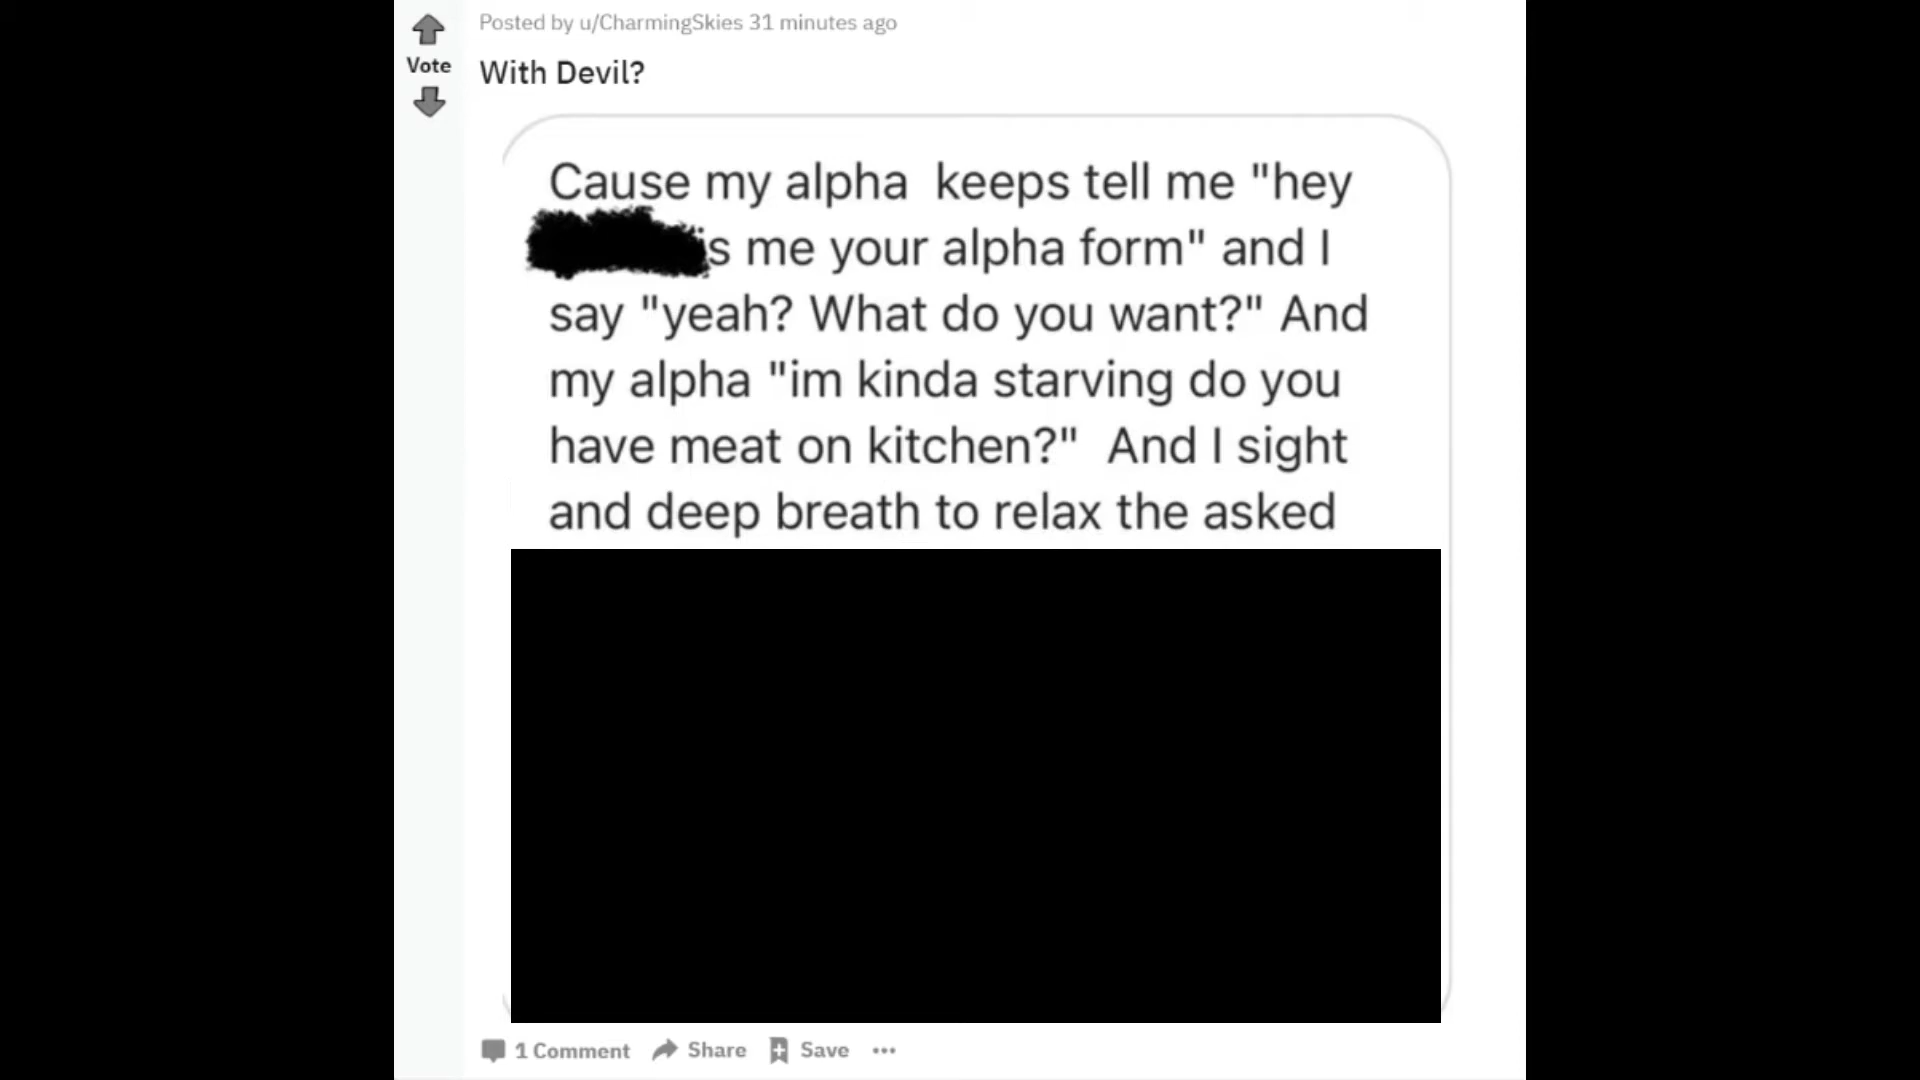 Posted by u/CharmingSkies 31 minutes ago
Vote
With Devil?
Cause my alpha  keeps tell me "hey
is me your alpha form" and I
say "yeah? What do you want?" And
my alpha "im kinda starving do you
have meat on kitchen?"  And I sight
and deep breath to relax the asked
1 Comment Share Save